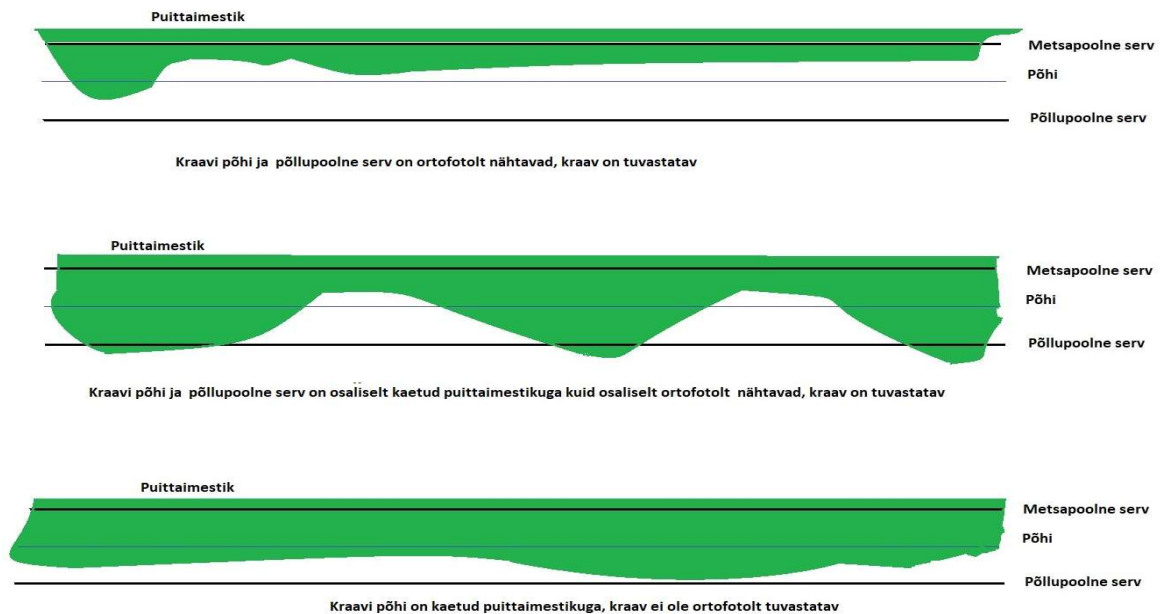 Puittaimestik
Metsapoolne serv
Põhi
Põllupoolne serv
Kraavi põhi ja põllupoolne serv on ortofotolt nähtavad, kraav on tuvastatav
Puittaimestik
Metsapoolne serv
Põhi
Põllupoolne serv
Kraavi põhi ja põllupoolne serv on osaliselt kaetud puittaimestikuga kuid osaliselt ortofotolt nähtavad, kraav on tuvastatav
Puittaimestik
Metsapoolne serv
Põhi
Põllupoolne serv
Kraavi põhi on kaetud puittaimestikuga, kraav ei ole ortofotolt tuvastatav